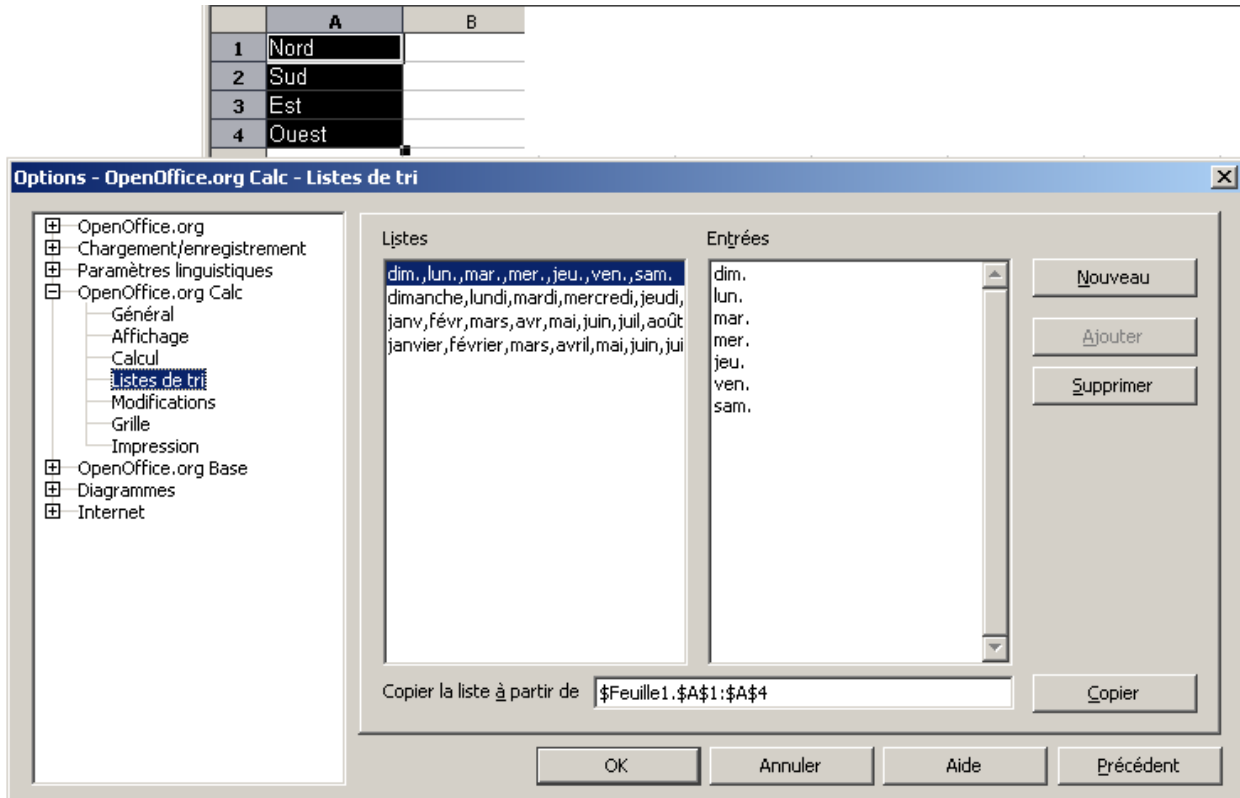 A B
1 Nord
2 Sud
3 Est
4 Ouest
Options - OpenOffice.org Calc - Listes de tri
OpenOffice.org
Chargement/enregistrement
Paramètres linguistiques
OpenOffice.org Calc
Général
Affichage
Calcul
Listes de tri
Modifications
Grille
Impression
OpenOffice.org Base
Diagrammes
Internet
Listes
dim.,lun.,mar.,mer.,jeu.,ven.,sam.
dimanche,lundi,mardi,mercredi,jeudi,
janv,févr,mars,avr,mai,juin,juil,août
janvier,février,mars,avril,mai,juin,jui
Entrées
dim.
lun.
mar.
mer.
jeu.
ven.
sam.
Nouveau
Ajouter
Supprimer
Copier la liste à partir de $Feuille1.$A$1:$A$4 Copier
OK Annuler Aide Précédent